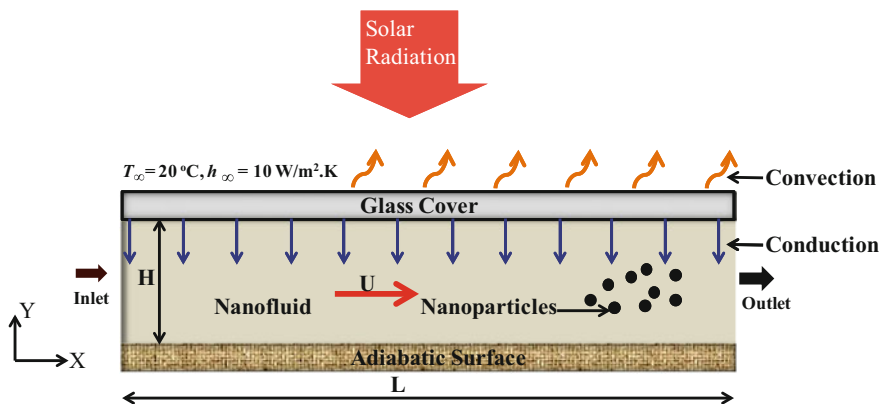 Solar
Radiation
T∞ = 20 °C, h ∞ = 10 W/m².K
Convection
Glass Cover
Conduction
H
Inlet
U
Nanofluid
Nanoparticles
Outlet
Y
X
Adiabatic Surface
L